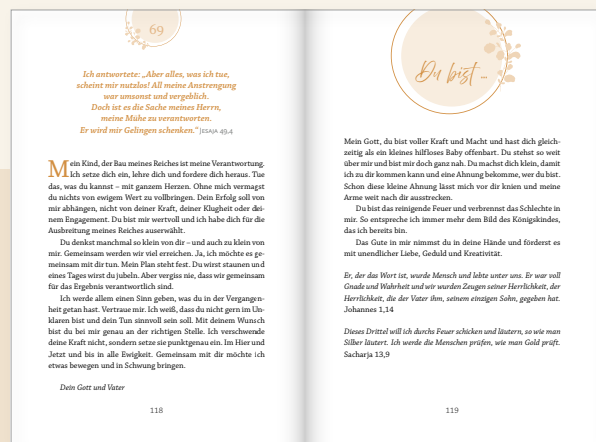 69
Ich antwortete: „Aber alles, was ich tue,
scheint mir nutzlos! All meine Anstrengung
war umsonst und vergeblich.
Doch ist es die Sache meines Herrn,
meine Mühe zu verantworten.
Er wird mir Gelingen schenken.“ JESAJA 49,4
Mein Kind, der Bau meines Reiches ist meine Verantwortung.
Ich setze dich ein, lehre dich und fordere dich heraus. Tue
das, was du kannst – mit ganzem Herzen. Ohne mich vermagst
du nichts von ewigem Wert zu vollbringen. Dein Erfolg soll von
mir abhängen, nicht von deiner Kraft, deiner Klugheit oder dei-
nem Engagement. Du bist mir wertvoll und ich habe dich für die
Ausbreitung meines Reiches auserwählt.
Du denkst manchmal so klein von dir – und auch zu klein von
mir. Gemeinsam werden wir viel erreichen. Ja, ich möchte es ge-
meinsam mit dir tun. Mein Plan steht fest. Du wirst staunen und
eines Tages wirst du jubeln. Aber vergiss nie, dass wir gemeinsam
für das Ergebnis verantwortlich sind.
Ich werde allem einen Sinn geben, was du in der Vergangen-
heit getan hast. Vertraue mir. Ich weiß, dass du nicht gern im Un-
klaren bist und dein Tun sinnvoll sein soll. Mit deinem Wunsch
bist du bei mir genau an der richtigen Stelle. Ich verschwende
deine Kraft nicht, sondern setze sie punktgenau ein. Im Hier und
Jetzt und bis in alle Ewigkeit. Gemeinsam mit dir möchte ich
etwas bewegen und in Schwung bringen.
Dein Gott und Vater
118
Du bist ...
Mein Gott, du bist voller Kraft und Macht und hast dich gleich-
zeitig als ein kleines hilfloses Baby offenbart. Du stehst so weit
über mir und bist mir doch ganz nah. Du machst dich klein, damit
ich zu dir kommen kann und eine Ahnung bekomme, wer du bist.
Schon diese kleine Ahnung lässt mich vor dir knien und meine
Arme weit nach dir ausstrecken.
Du bist das reinigende Feuer und verbrennst das Schlechte in
mir. So entspreche ich immer mehr dem Bild des Königskindes,
das ich bereits bin.
Das Gute in mir nimmst du in deine Hände und förderst es
mit unendlicher Liebe, Geduld und Kreativität.
Er, der das Wort ist, wurde Mensch und lebte unter uns. Er war voll
Gnade und Wahrheit und wir wurden Zeugen seiner Herrlichkeit, der
Herrlichkeit, die der Vater ihm, seinem einzigen Sohn, gegeben hat.
Johannes 1,14
Dieses Drittel will ich durchs Feuer schicken und läutern, so wie man
Silber läutert. Ich werde die Menschen prüfen, wie man Gold prüft.
Sacharja 13,9
119